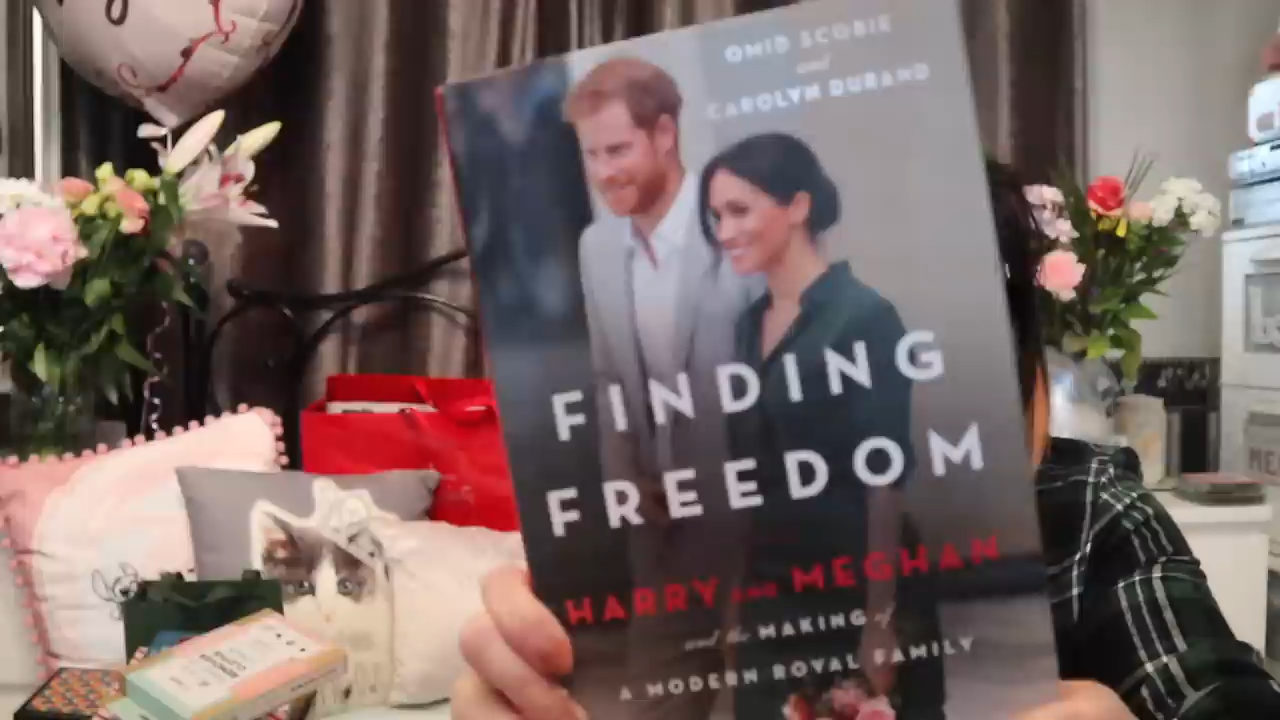 OMID SCOBIE
and
CAROLYN DURAND
FINDING
FREEDOM
HARRY AND MEGHAN
and the MAKING of
A MODERN ROYAL FAMILY